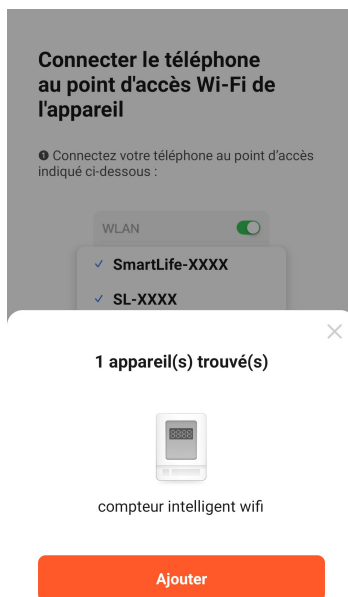 Connecter le téléphone
au point d'accès Wi-Fi de
l'appareil
❶ Connectez votre téléphone au point d'accès
indiqué ci-dessous :
WLAN
✓ SmartLife-XXXX
✓ SL-XXXX
1 appareil(s) trouvé(s)
8888
compteur intelligent wifi
Ajouter